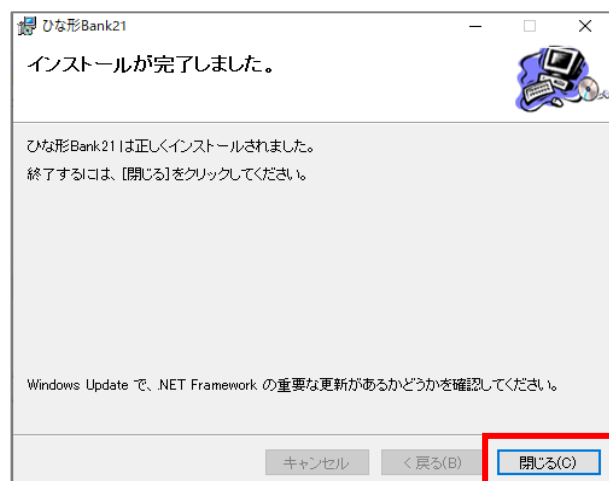 ひな形Bank21
インストールが完了しました。
ひな形Bank21は正しくインストールされました。
終了するには、[閉じる]をクリックしてください。
Windows Update で、.NET Framework の重要な更新があるかどうかを確認してください。
キャンセル < 戻る(B) 閉じる(C)